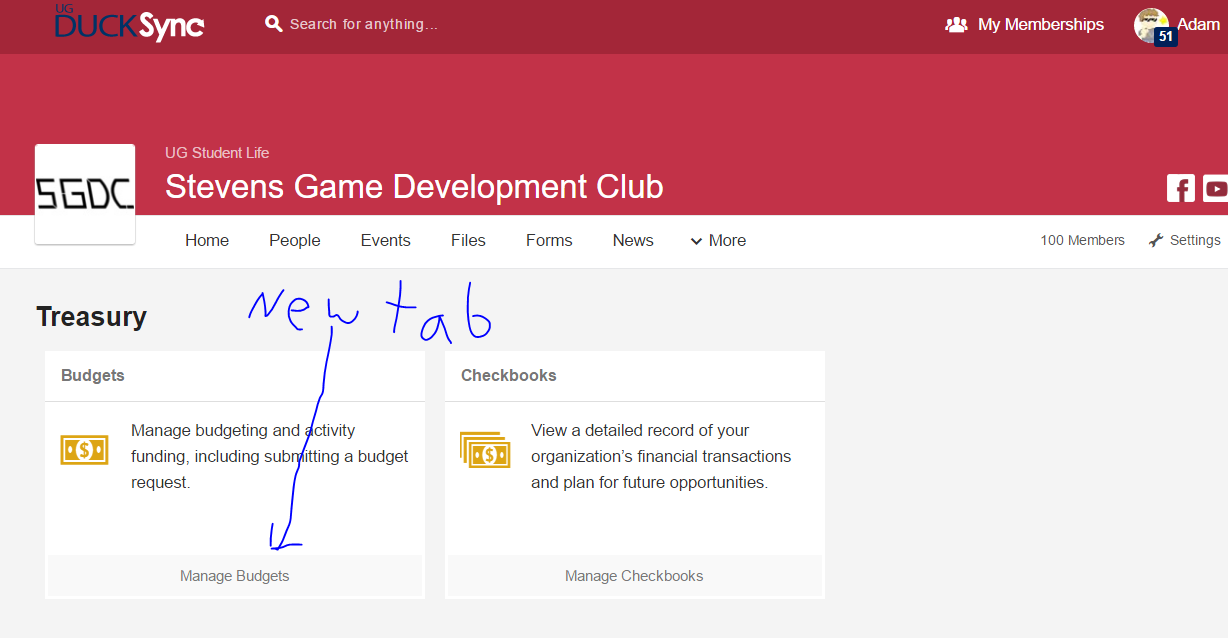 UG
DUCKSync
Search for anything...
My Memberships
Adam
51
UG Student Life
SGDC
Stevens Game Development Club
Home People Events Files Forms News More
100 Members Settings
New tab
Treasury
Budgets
Manage budgeting and activity
funding, including submitting a budget
request.
Manage Budgets
Checkbooks
View a detailed record of your
organization’s financial transactions
and plan for future opportunities.
Manage Checkbooks